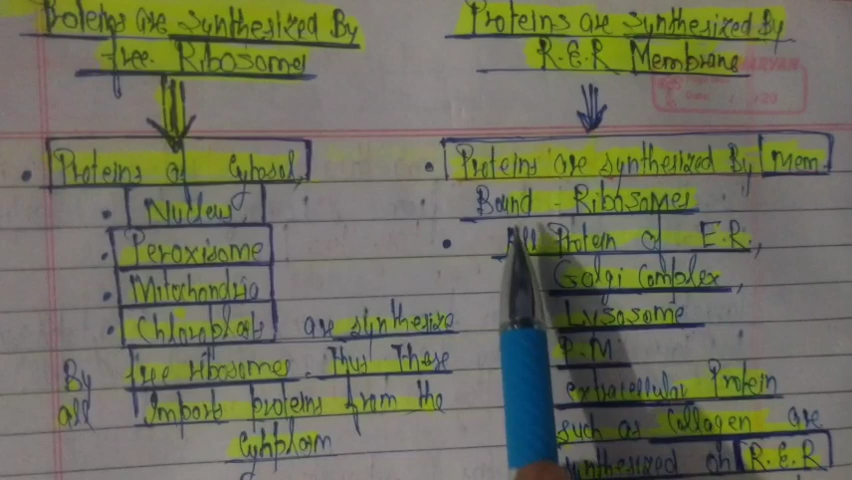 Proteins are synthesized By
free Ribosomes
Proteins of Cytosol,
Nucleus,
Peroxisome
Mitochondria
Chloroplast are synthesize
By free ribosomes. Thus These
all Import proteins from the
Cytoplasm
Proteins are synthesized By
R.E.R Membrane
Proteins are synthesized By Mem
Bound - Ribosomes
All Protein of E.R,
Golgi Complex,
Lysosome
P.M
extracellular Protein
such as Collagen are
synthesized on R.E.R